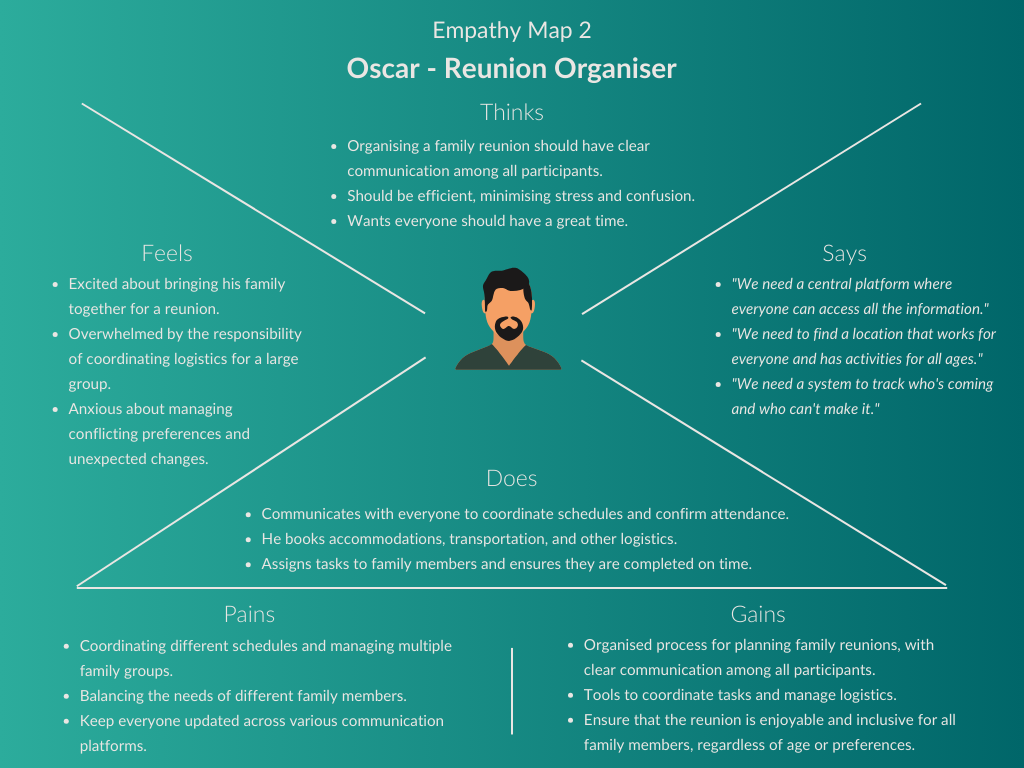 Empathy Map 2
Oscar - Reunion Organiser
Thinks
• Organising a family reunion should have clear
communication among all participants.
• Should be efficient, minimising stress and confusion.
• Wants everyone should have a great time.
Feels
• Excited about bringing his family
together for a reunion.
• Overwhelmed by the responsibility
of coordinating logistics for a large
group.
• Anxious about managing
conflicting preferences and
unexpected changes.
Says
• "We need a central platform where
everyone can access all the information."
• "We need to find a location that works for
everyone and has activities for all ages."
• "We need a system to track who's coming
and who can't make it."
Does
• Communicates with everyone to coordinate schedules and confirm attendance.
• He books accommodations, transportation, and other logistics.
• Assigns tasks to family members and ensures they are completed on time.
Pains
• Coordinating different schedules and managing multiple
family groups.
• Balancing the needs of different family members.
• Keep everyone updated across various communication
platforms.
Gains
• Organised process for planning family reunions, with
clear communication among all participants.
• Tools to coordinate tasks and manage logistics.
• Ensure that the reunion is enjoyable and inclusive for all
family members, regardless of age or preferences.